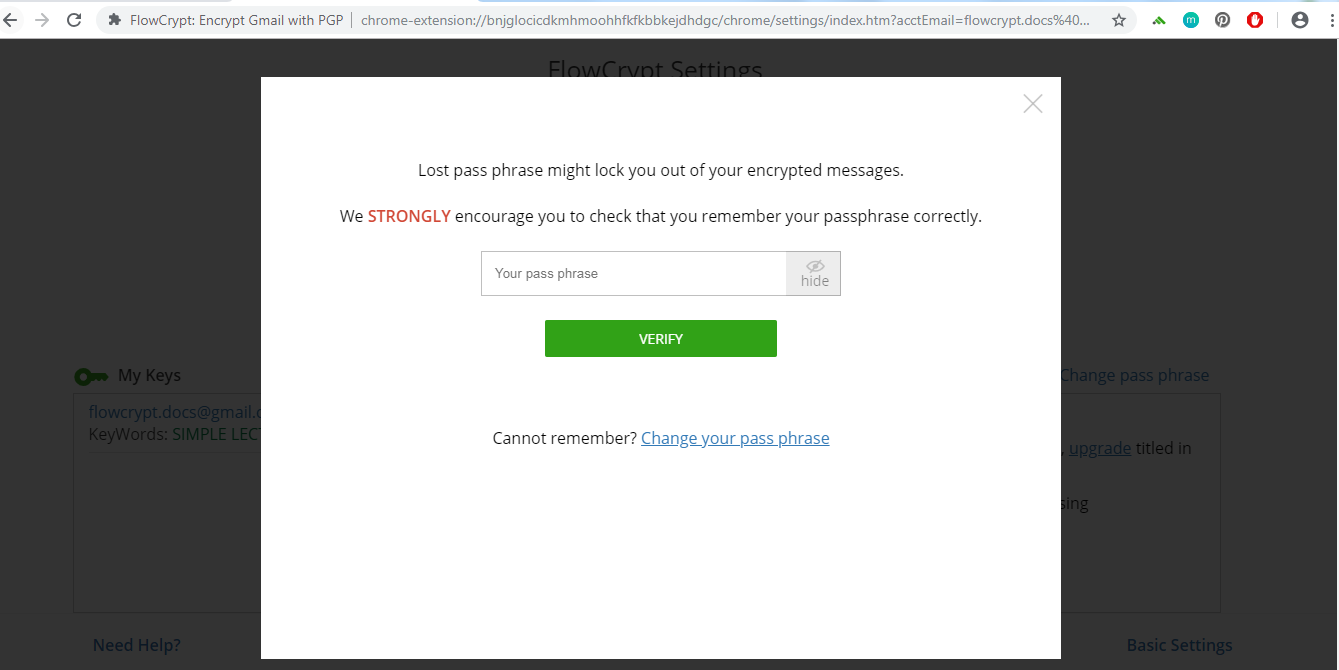 FlowCrypt: Encrypt Gmail with PGP | chrome-extension://bnjglocicdkmhmoohhfkfkbbkejdhdgc/chrome/settings/index.htm?acctEmail=flowcrypt.docs%40...
m
FlowCrypt Settings
Lost pass phrase might lock you out of your encrypted messages.
We STRONGLY encourage you to check that you remember your passphrase correctly.
Your pass phrase
hide
VERIFY
My Keys
Change pass phrase
flowcrypt.docs@gmail.
KeyWords: SIMPLE LECT
Cannot remember? Change your pass phrase
, upgrade titled in
sing
Need Help?
Basic Settings